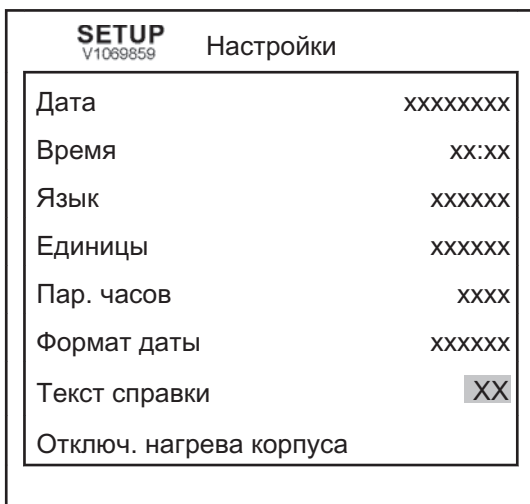 SETUP Настройки
V1069859
Дата xxxxxxxx
Время xx:xx
Язык xxxxxx
Единицы xxxxxx
Пар. часов xxxx
Формат даты xxxxxx
Текст справки XX
Отключ. нагрева корпуса